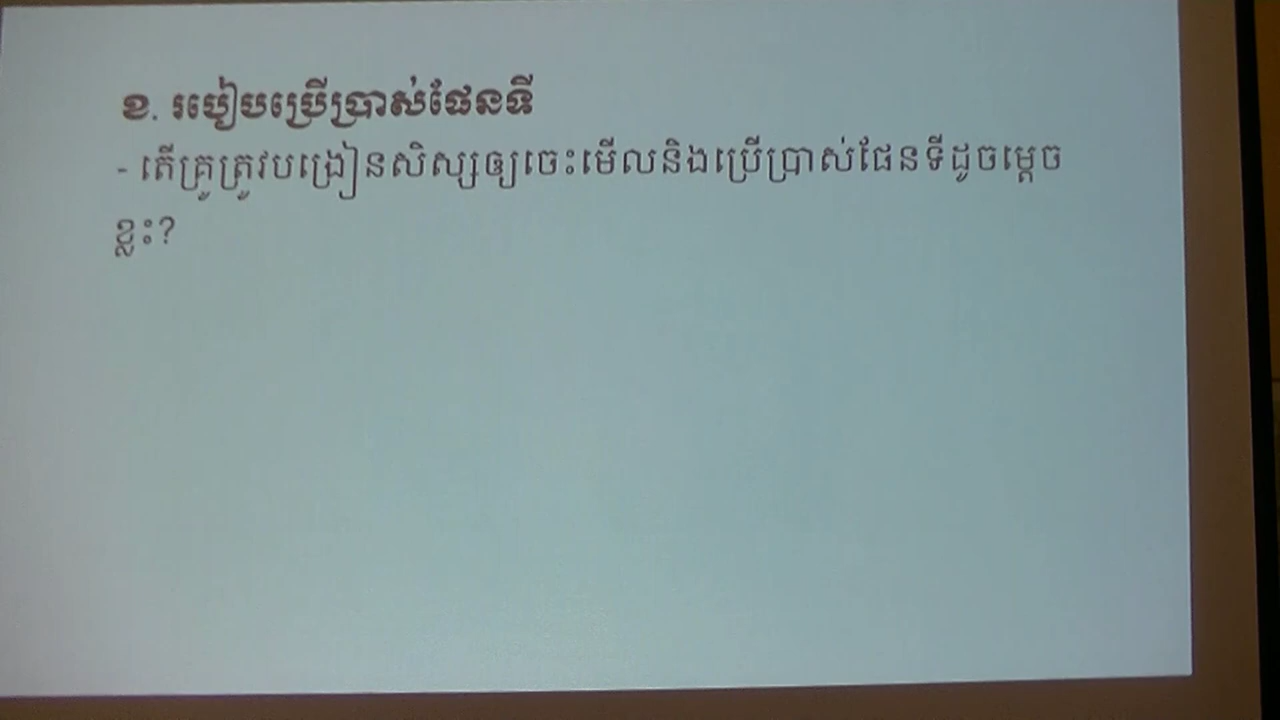 ខ. របៀបប្រើប្រាស់ផែនទី
- តើគ្រូត្រូវបង្រៀនសិស្សឲ្យចេះមើលនិងប្រើប្រាស់ផែនទីដូចម្ដេច
ខ្លះ?